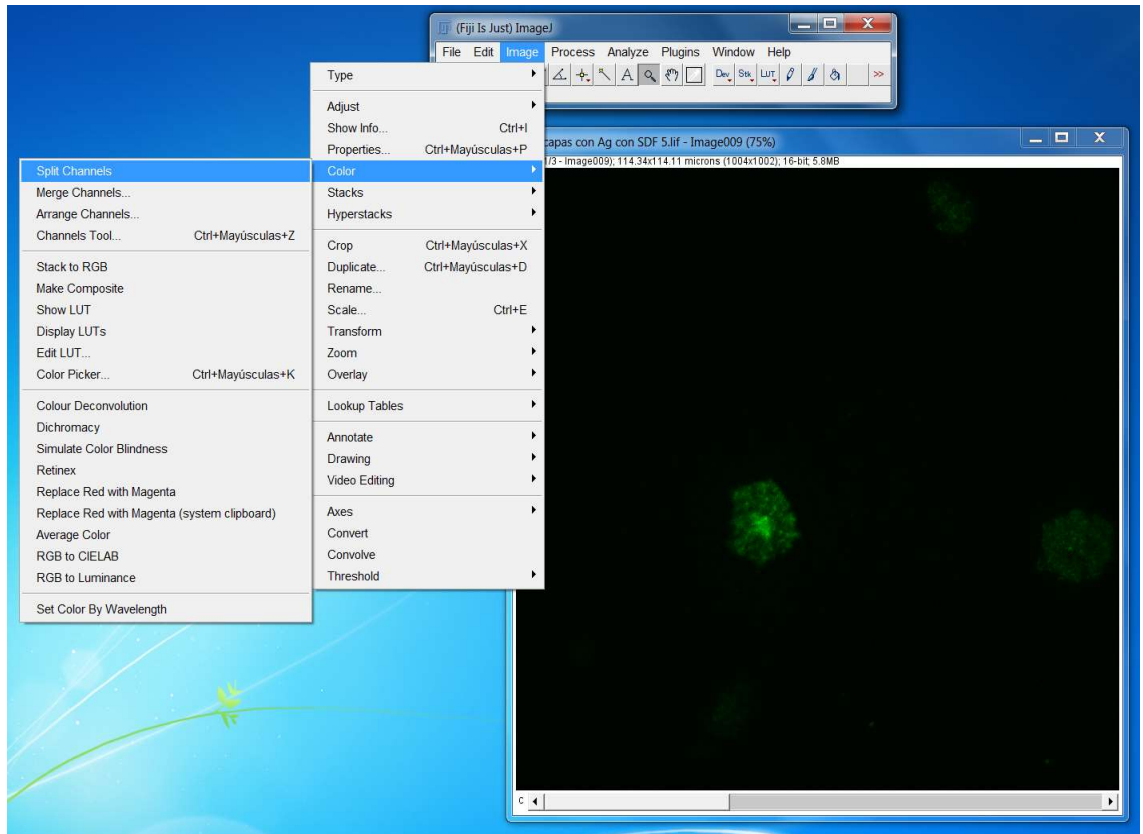 (Fiji Is Just) ImageJ
File Edit Image Process Analyze Plugins Window Help
A Dev Stk LUT >>
Type
Adjust
Show Info... Ctrl+I
Properties... Ctrl+Mayúsculas+P
Color
Stacks
Hyperstacks
Crop Ctrl+Mayúsculas+X
Duplicate... Ctrl+Mayúsculas+D
Rename...
Scale... Ctrl+E
Transform
Zoom
Overlay
Lookup Tables
Annotate
Drawing
Video Editing
Axes
Convert
Convolve
Threshold
Split Channels
Merge Channels...
Arrange Channels...
Channels Tool... Ctrl+Mayúsculas+Z
Stack to RGB
Make Composite
Show LUT
Display LUTs
Edit LUT...
Color Picker... Ctrl+Mayúsculas+K
Colour Deconvolution
Dichromacy
Simulate Color Blindness
Retinex
Replace Red with Magenta
Replace Red with Magenta (system clipboard)
Average Color
RGB to CIELAB
RGB to Luminance
Set Color By Wavelength
capas con Ag con SDF 5.lif - Image009 (75%)
1/3 - Image009); 114.34x114.11 microns (1004x1002); 16-bit; 5.8MB
c